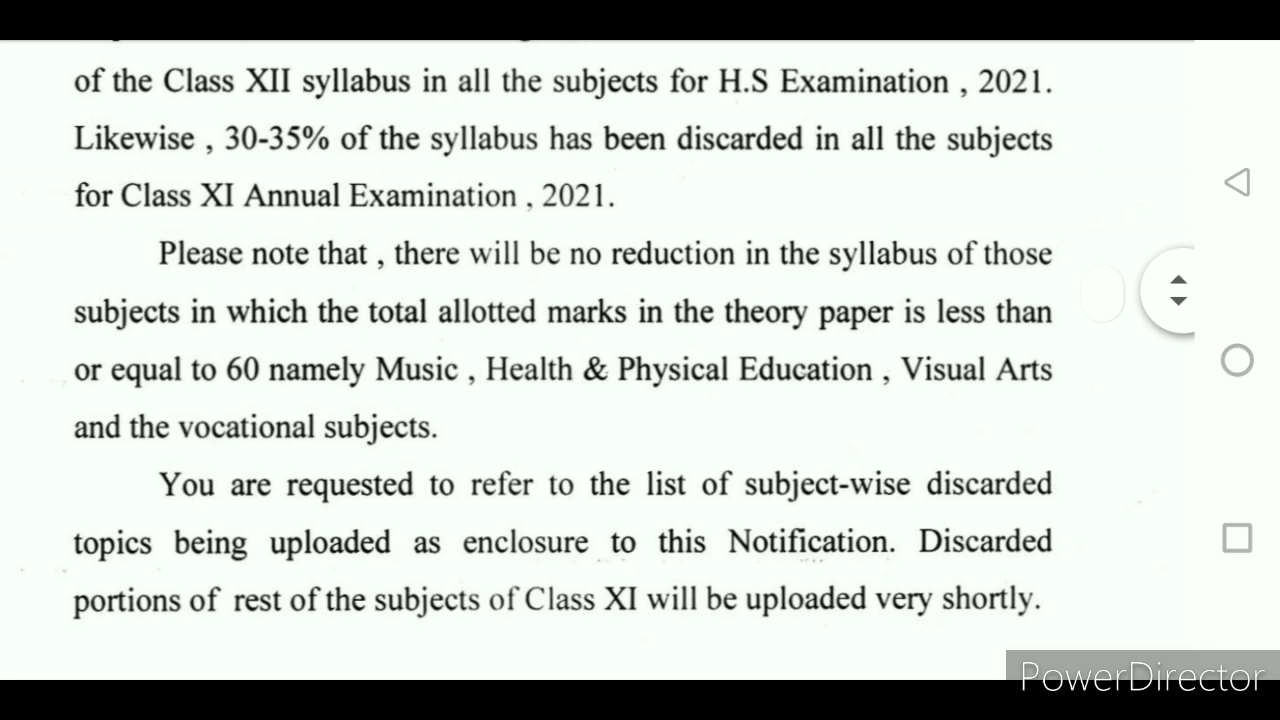 of the Class XII syllabus in all the subjects for H.S Examination , 2021.
Likewise , 30-35% of the syllabus has been discarded in all the subjects
for Class XI Annual Examination , 2021.
Please note that , there will be no reduction in the syllabus of those
subjects in which the total allotted marks in the theory paper is less than
or equal to 60 namely Music , Health & Physical Education , Visual Arts
and the vocational subjects.
You are requested to refer to the list of subject-wise discarded
topics being uploaded as enclosure to this Notification. Discarded
portions of rest of the subjects of Class XI will be uploaded very shortly.
PowerDirector